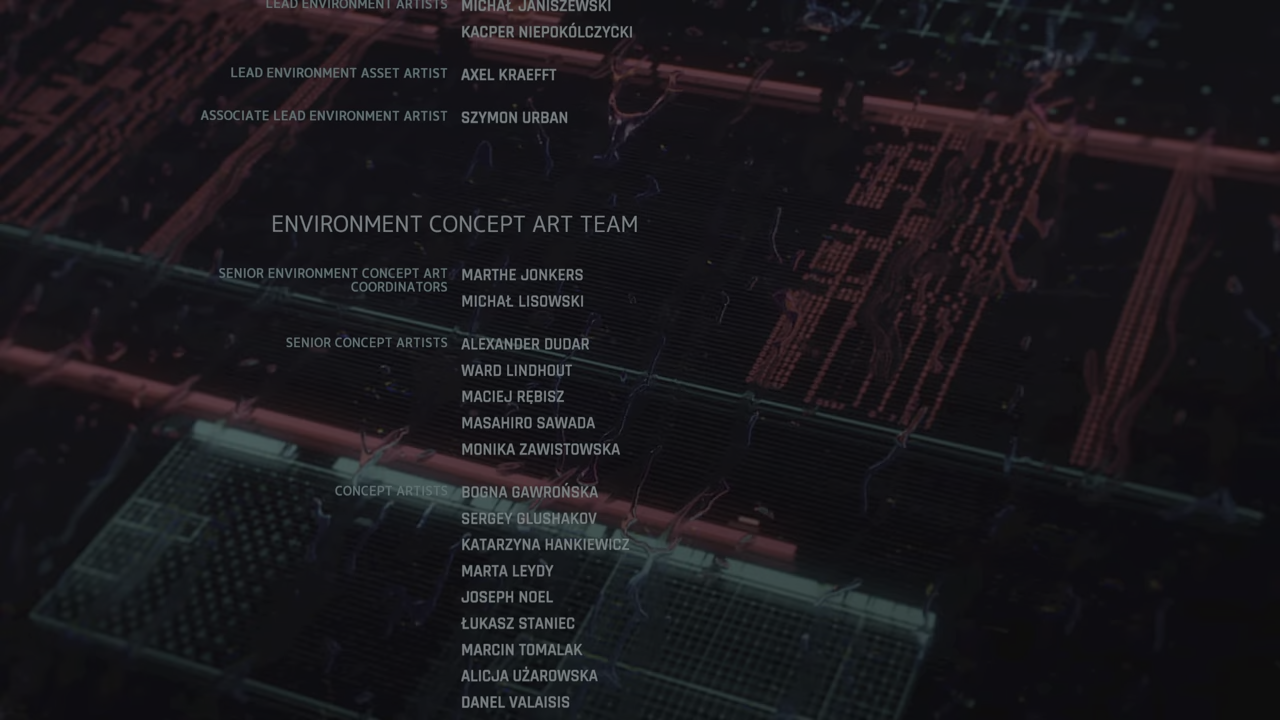 LEAD ENVIRONMENT ARTISTS MICHAŁ JANISZEWSKI
KACPER NIEPOKÓLCZYCKI
LEAD ENVIRONMENT ASSET ARTIST AXEL KRAEFFT
ASSOCIATE LEAD ENVIRONMENT ARTIST SZYMON URBAN
ENVIRONMENT CONCEPT ART TEAM
SENIOR ENVIRONMENT CONCEPT ART MARTHE JONKERS
COORDINATORS
MICHAŁ LISOWSKI
SENIOR CONCEPT ARTISTS ALEXANDER DUDAR
WARD LINDHOUT
MACIEJ RĘBISZ
MASAHIRO SAWADA
MONIKA ZAWISTOWSKA
CONCEPT ARTISTS BOGNA GAWROŃSKA
SERGEY GLUSHAKOV
KATARZYNA HANKIEWICZ
MARTA LEYDY
JOSEPH NOEL
ŁUKASZ STANIEC
MARCIN TOMALAK
ALICJA UŻAROWSKA
DANEL VALAISIS